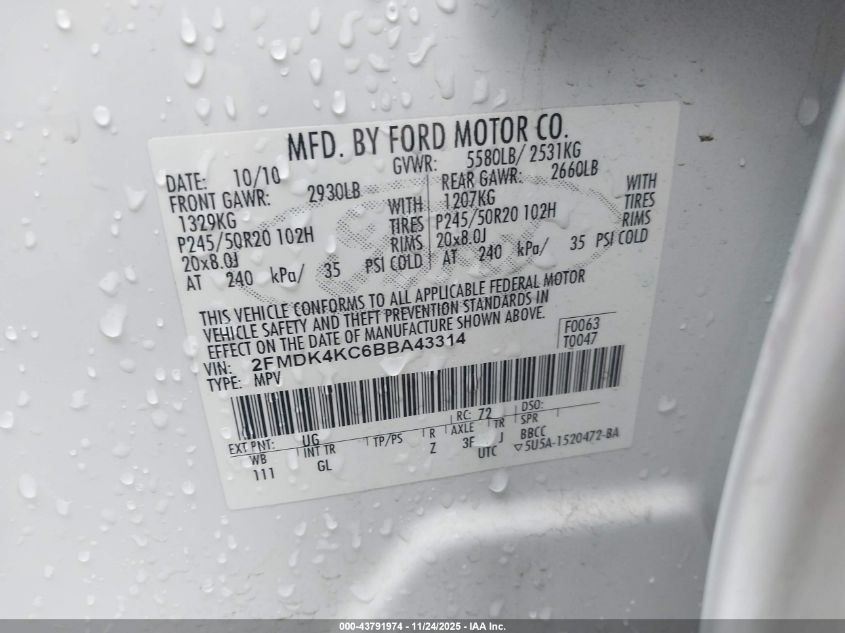 MFD. BY FORD MOTOR CO.
DATE: 10/10 GVWR: 5580LB/ 2531KG
FRONT GAWR: 2930LB REAR GAWR: 2660LB
1329KG WITH 1207KG WITH
P245/50R20 102H TIRES P245/50R20 102H TIRES
20x8.0J RIMS 20x8.0J RIMS
AT 240 kPa/ 35 PSI COLD AT 240 kPa/ 35 PSI COLD
THIS VEHICLE CONFORMS TO ALL APPLICABLE FEDERAL MOTOR
VEHICLE SAFETY AND THEFT PREVENTION STANDARDS IN
EFFECT ON THE DATE OF MANUFACTURE SHOWN ABOVE.
VIN: 2FMDK4KC6BBA43314 F0063
TYPE: MPV T0047
EXT PNT: UG RC: 72 DSO:
WB INT TR TP/PS R AXLE TR SPR
111 GL Z 3F J BBCC
UTC ▽5U5A-1520472-BA
000-43791974 - 11/24/2025 - IAA Inc.